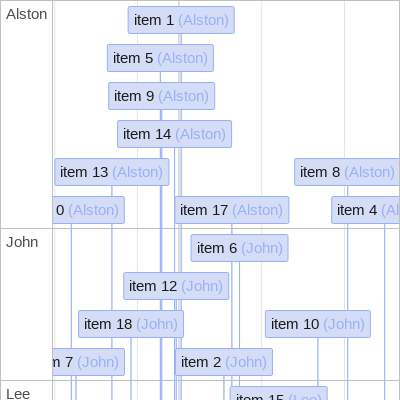 Alston
item 1 (Alston)
item 5 (Alston)
item 9 (Alston)
item 14 (Alston)
item 13 (Alston)
item 8 (Alston)
0 (Alston)
item 17 (Alston)
item 4 (Al
John
item 6 (John)
item 12 (John)
item 18 (John)
item 10 (John)
m 7 (John)
item 2 (John)
Lee
item 15 (Lee)